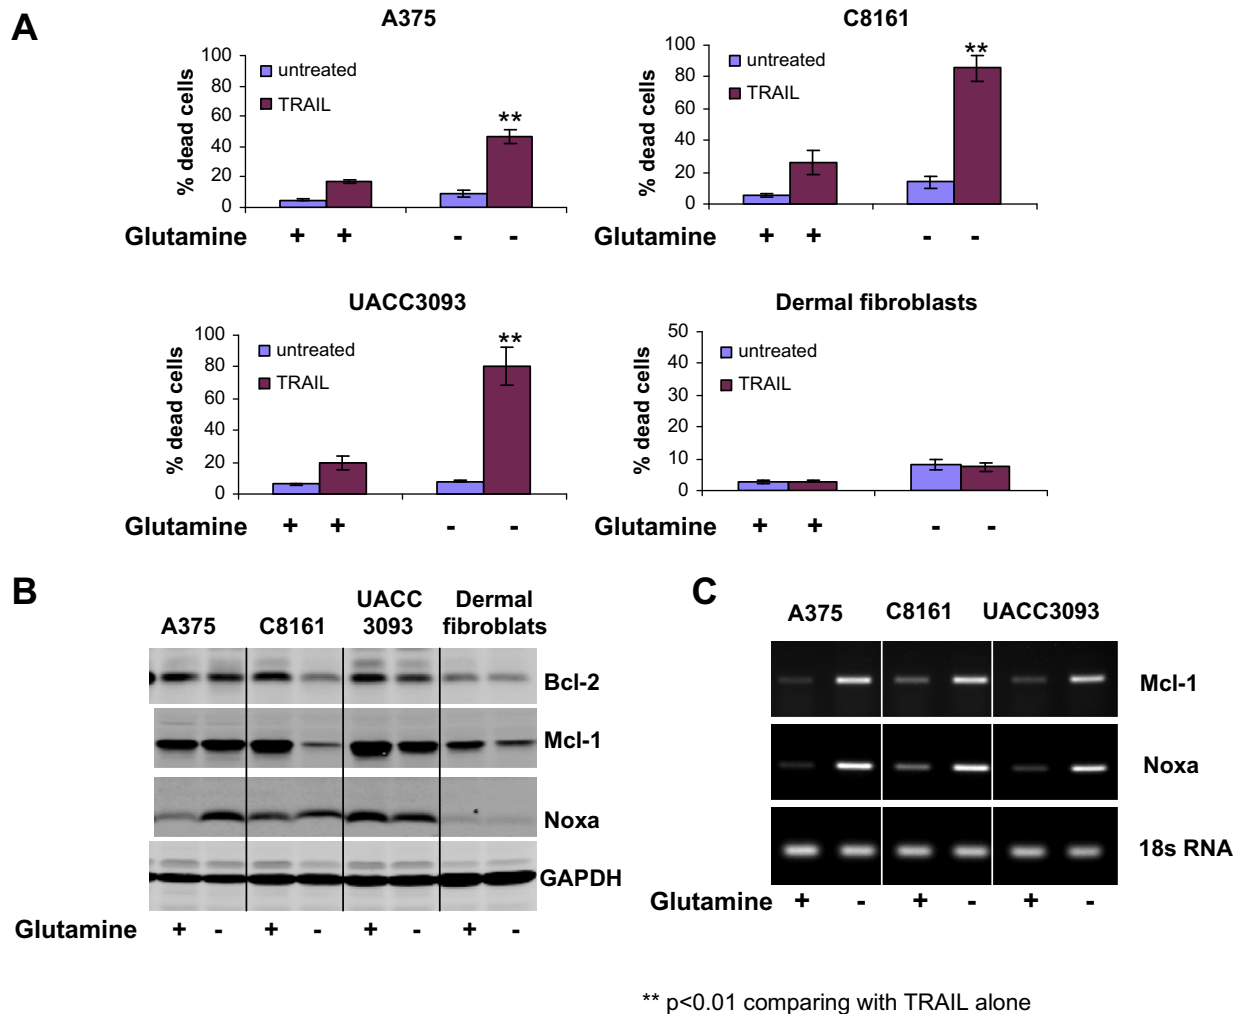 A
A375
100
80
60
40
20
0
% dead cells
untreated
TRAIL
**
Glutamine + + - -
C8161
100
80
60
40
20
0
% dead cells
untreated
TRAIL
**
Glutamine + + - -
UACC3093
100
80
60
40
20
0
% dead cells
untreated
TRAIL
**
Glutamine + + - -
Dermal fibroblasts
50
40
30
20
10
0
% dead cells
untreated
TRAIL
Glutamine + + - -
B
A375 C8161 UACC 3093 Dermal fibroblats
Bcl-2
Mcl-1
Noxa
GAPDH
Glutamine + - + - + - + -
C
A375 C8161 UACC3093
Mcl-1
Noxa
18s RNA
Glutamine + - + - + -
** p<0.01 comparing with TRAIL alone